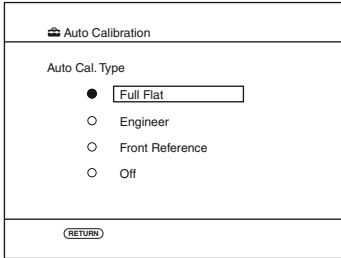 Auto Calibration
Auto Cal. Type
Full Flat
Engineer
Front Reference
Off
RETURN